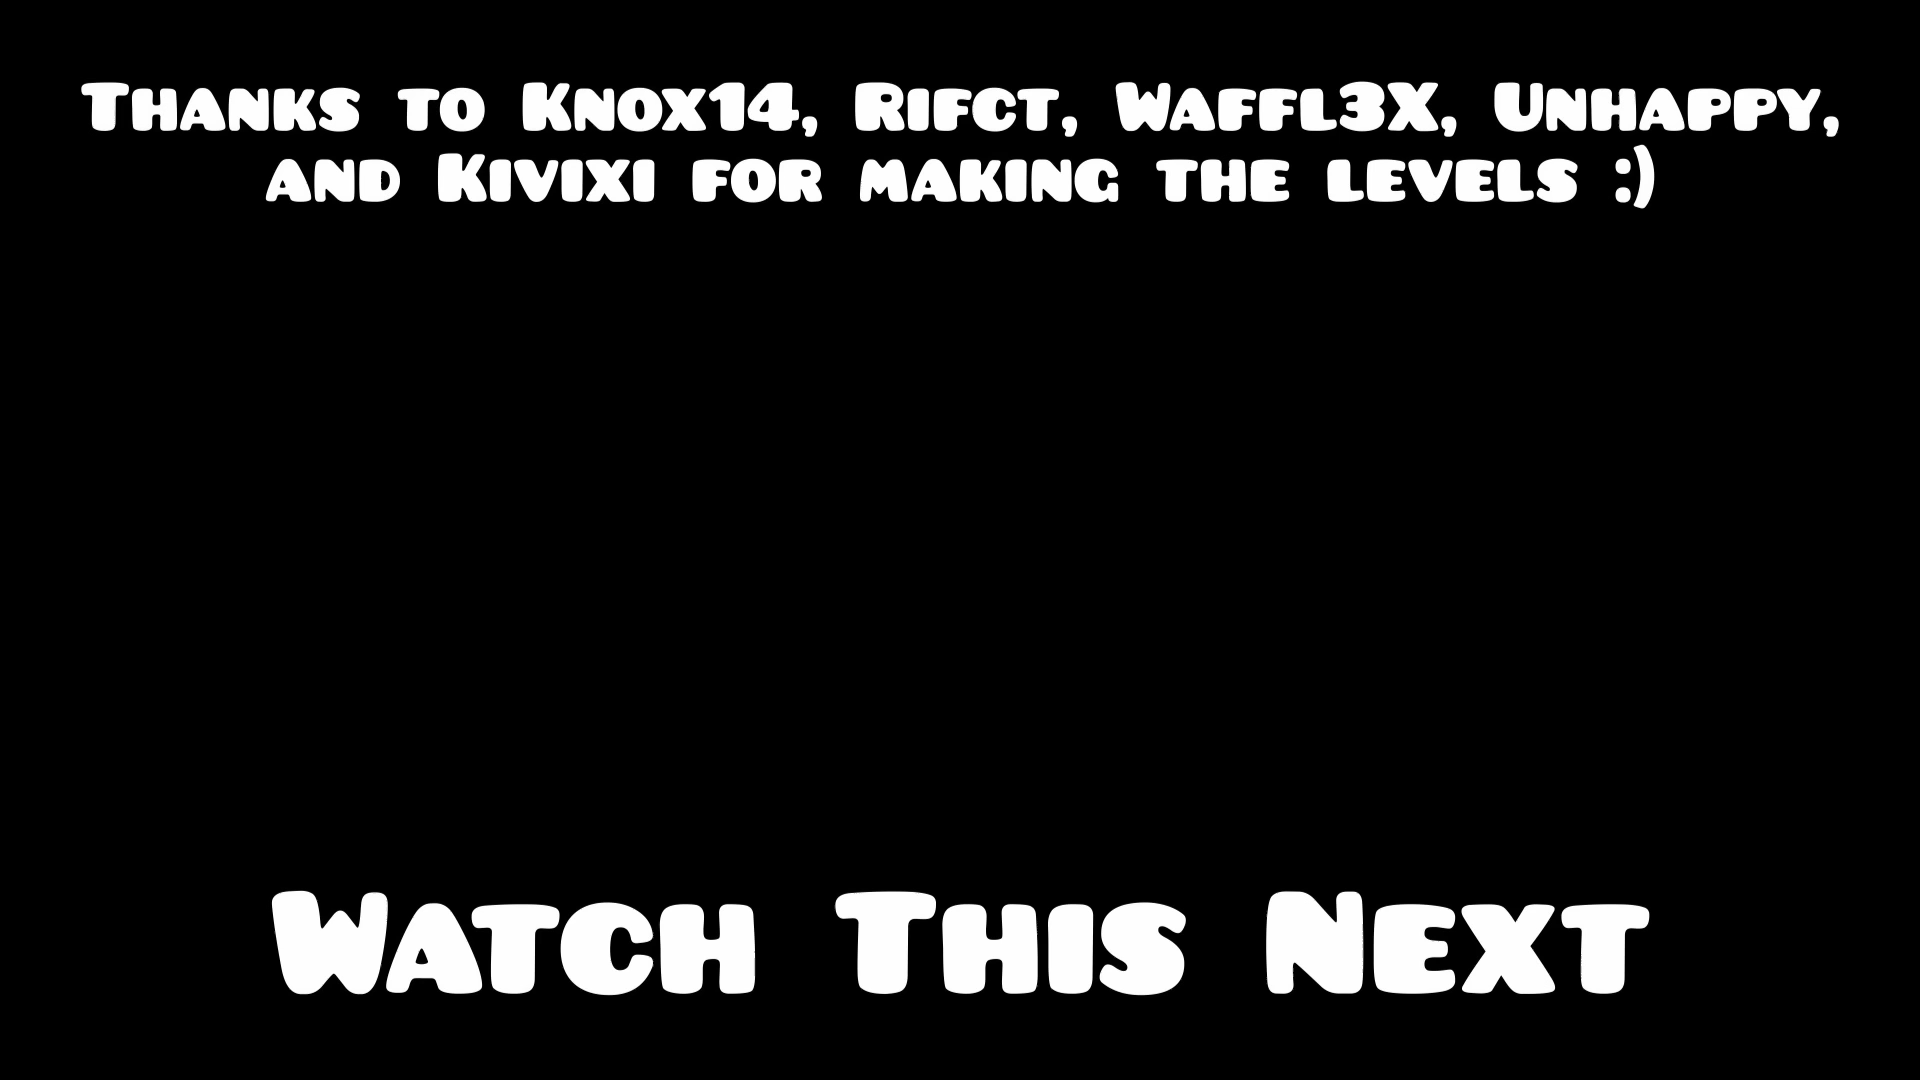 Thanks to Knox14, Rifct, Waffl3X, Unhappy,
and Kivixi for making the levels :)
Watch This Next